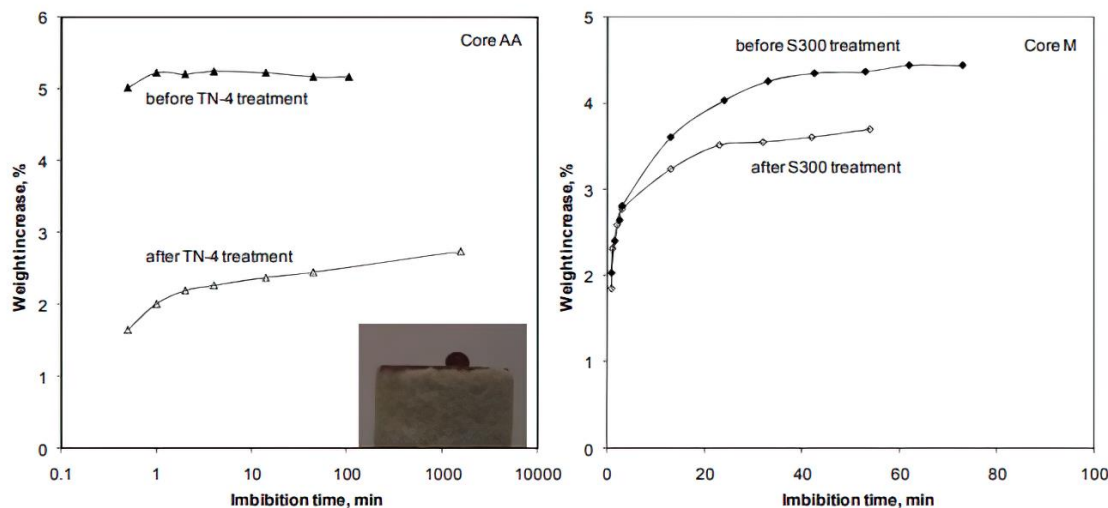 6
5
4
3
2
1
0
0.1
1
10
100
1000
10000
Weight increase, %
Imbibition time, min
Core AA
before TN-4 treatment
after TN-4 treatment
5
4
3
2
1
0
0
20
40
60
80
100
Weight increase, %
Imbibition time, min
before S300 treatment
Core M
after S300 treatment